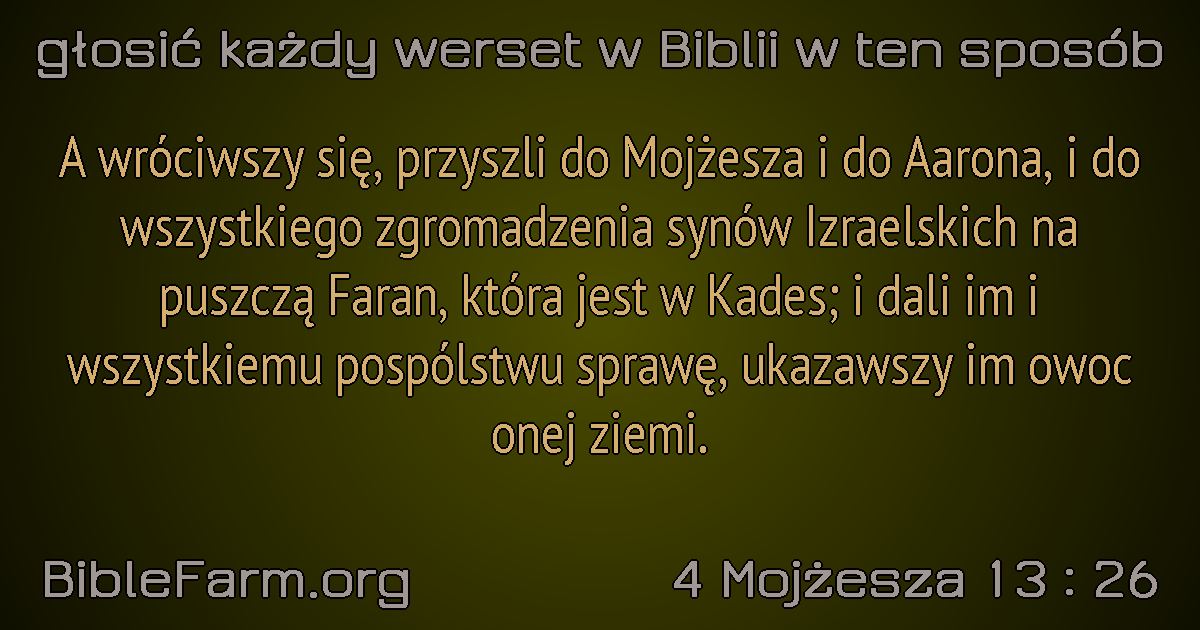 głosić każdy werset w Biblii w ten sposób
A wróciwszy się, przyszli do Mojżesza i do Aarona, i do
wszystkiego zgromadzenia synów Izraelskich na
puszczą Faran, która jest w Kades; i dali im i
wszystkiemu pospólstwu sprawę, ukazawszy im owoc
onej ziemi.
BibleFarm.org
4 Mojżesza 13 : 26